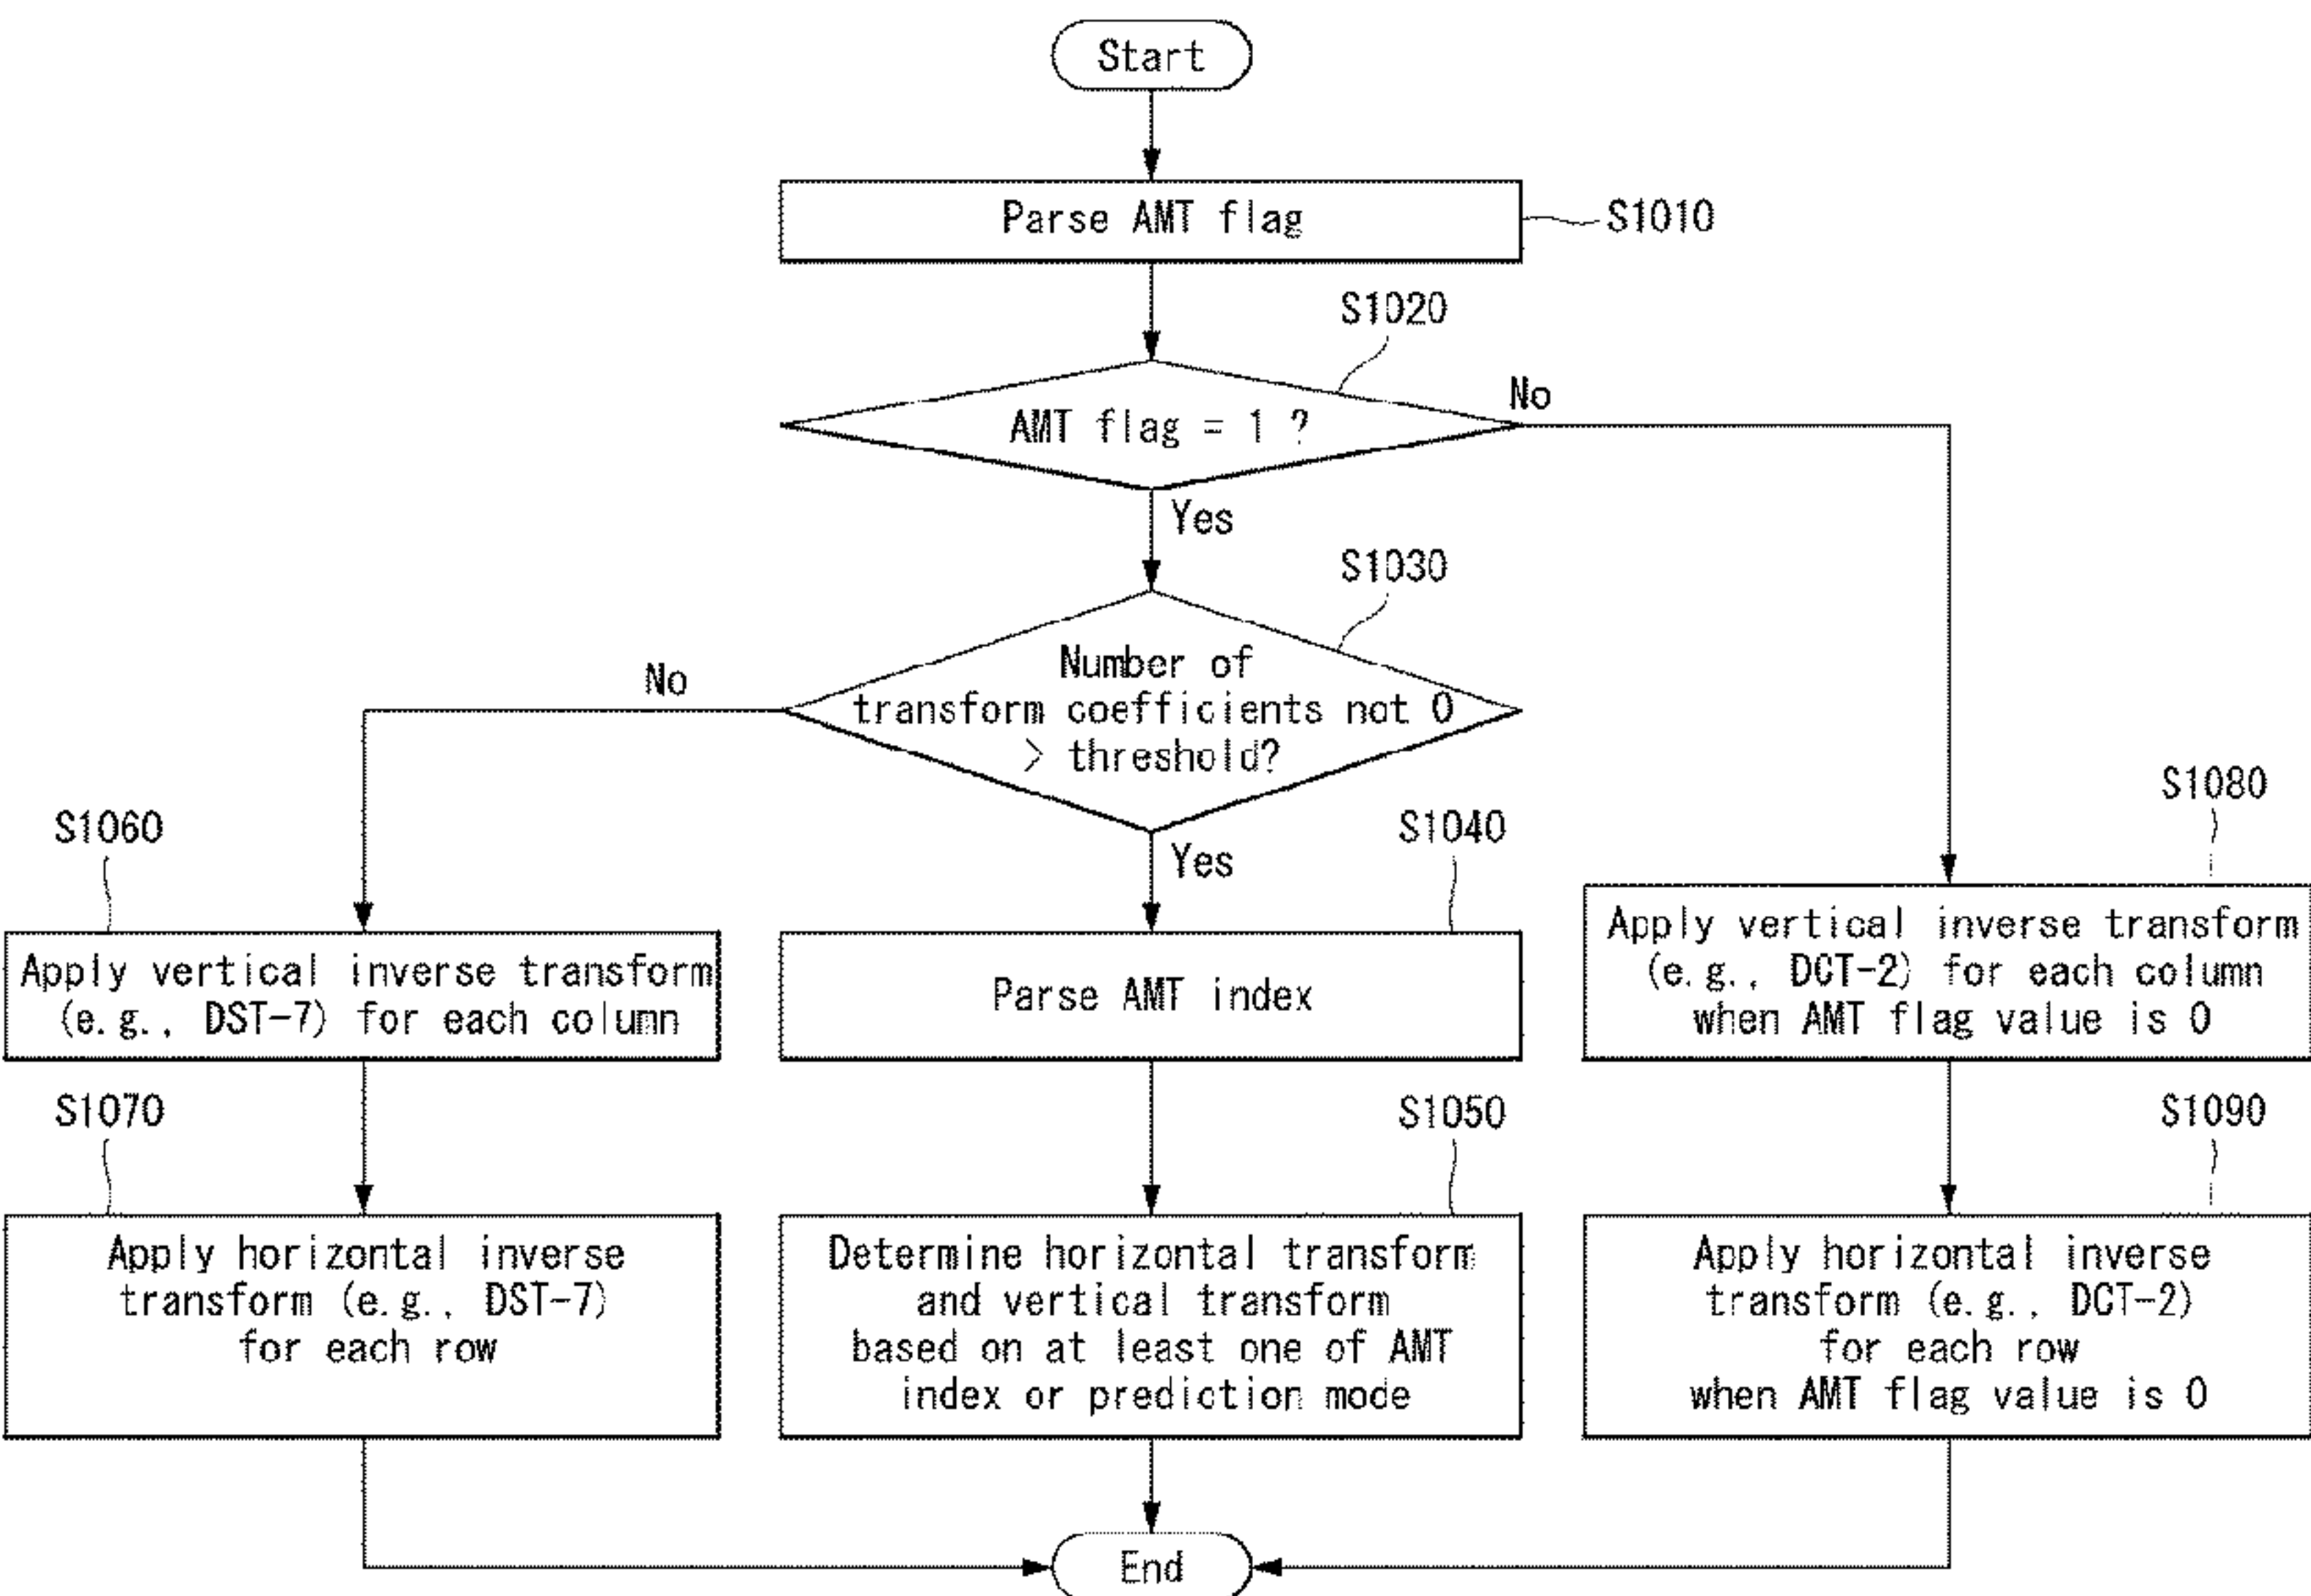 Start
Parse AMT flag
S1010
S1020
AMT flag = 1 ?
No
Yes
S1030
Number of
transform coefficients not 0
> threshold?
No
Yes
S1060
Apply vertical inverse transform
(e.g., DST-7) for each column
S1040
Parse AMT index
S1080
Apply vertical inverse transform
(e.g., DCT-2) for each column
when AMT flag value is 0
S1070
Apply horizontal inverse
transform (e.g., DST-7)
for each row
S1050
Determine horizontal transform
and vertical transform
based on at least one of AMT
index or prediction mode
S1090
Apply horizontal inverse
transform (e.g., DCT-2)
for each row
when AMT flag value is 0
End